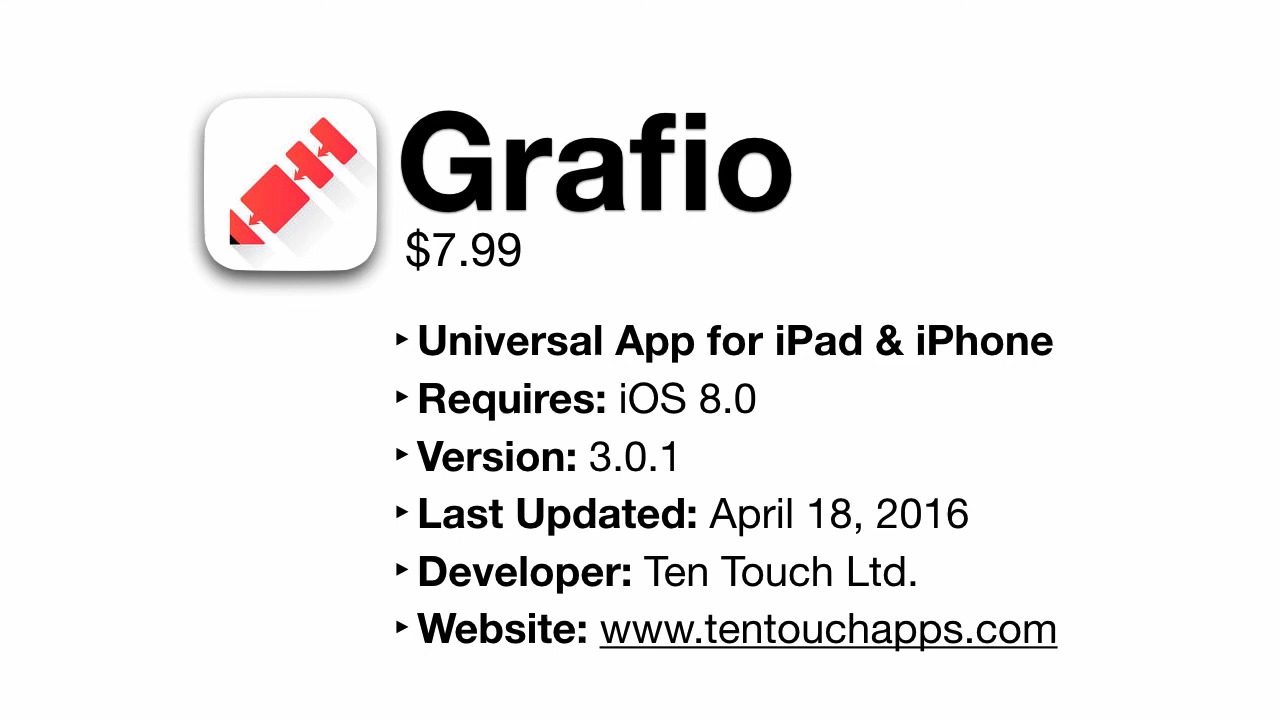 Grafio
$7.99
‣ Universal App for iPad & iPhone
‣ Requires: iOS 8.0
‣ Version: 3.0.1
‣ Last Updated: April 18, 2016
‣ Developer: Ten Touch Ltd.
‣ Website: www.tentouchapps.com